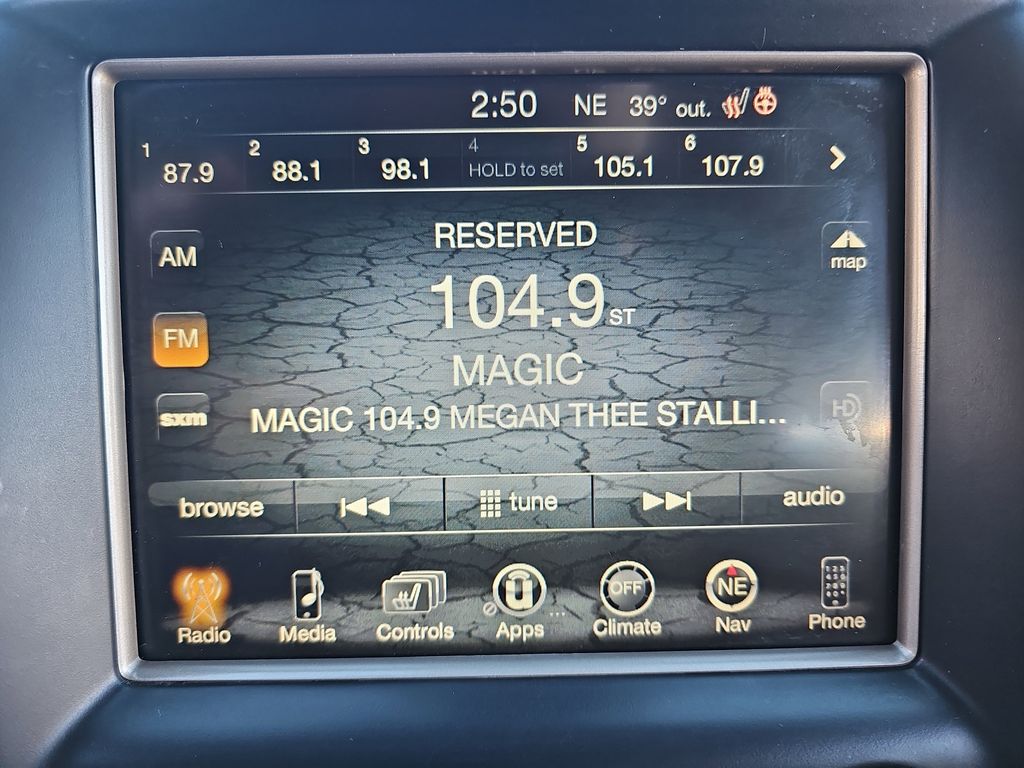 2:50 NE 39° out.
1 87.9 2 88.1 3 98.1 4 HOLD to set 5 105.1 6 107.9
RESERVED
AM
map
104.9 ST
FM
MAGIC
sxm
MAGIC 104.9 MEGAN THEE STALLI...
HD
browse tune audio
OFF NE
Radio Media Controls Apps ... Climate Nav Phone